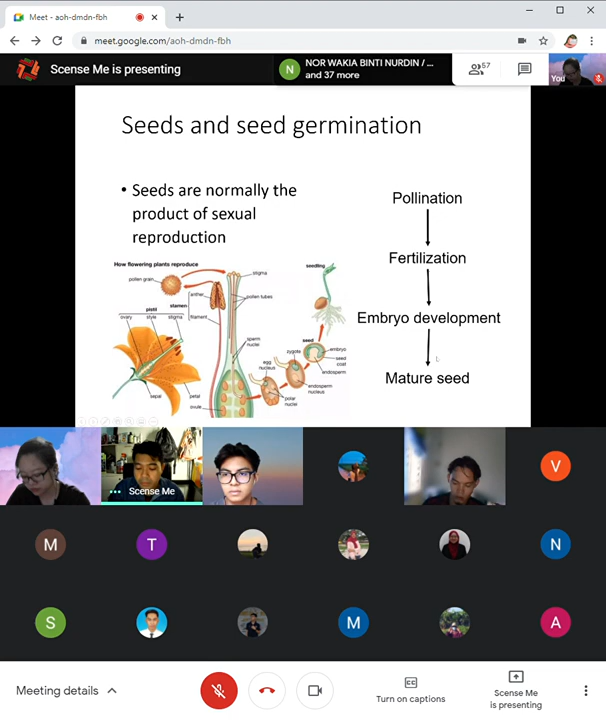 Meet - aoh-dmdn-fbh
meet.google.com/aoh-dmdn-fbh
Scense Me is presenting
N
NOR WAKIA BINTI NURDIN / ...
and 37 more
57
You
Seeds and seed germination
• Seeds are normally the
product of sexual
reproduction
Pollination
Fertilization
Embryo development
Mature seed
How flowering plants reproduce
pollen grain
stigma
seedling
anther
pollen tubes
pistil
stamen
ovary
style
stigma
filament
sperm
nuclei
seed
zygote
embryo
seed
coat
egg
nucleus
endosperm
endosperm
nucleus
polar
nuclei
sepal
petal
ovule
Scense Me
V
M
T
N
S
M
A
Meeting details
CC
Turn on captions
Scense Me
is presenting